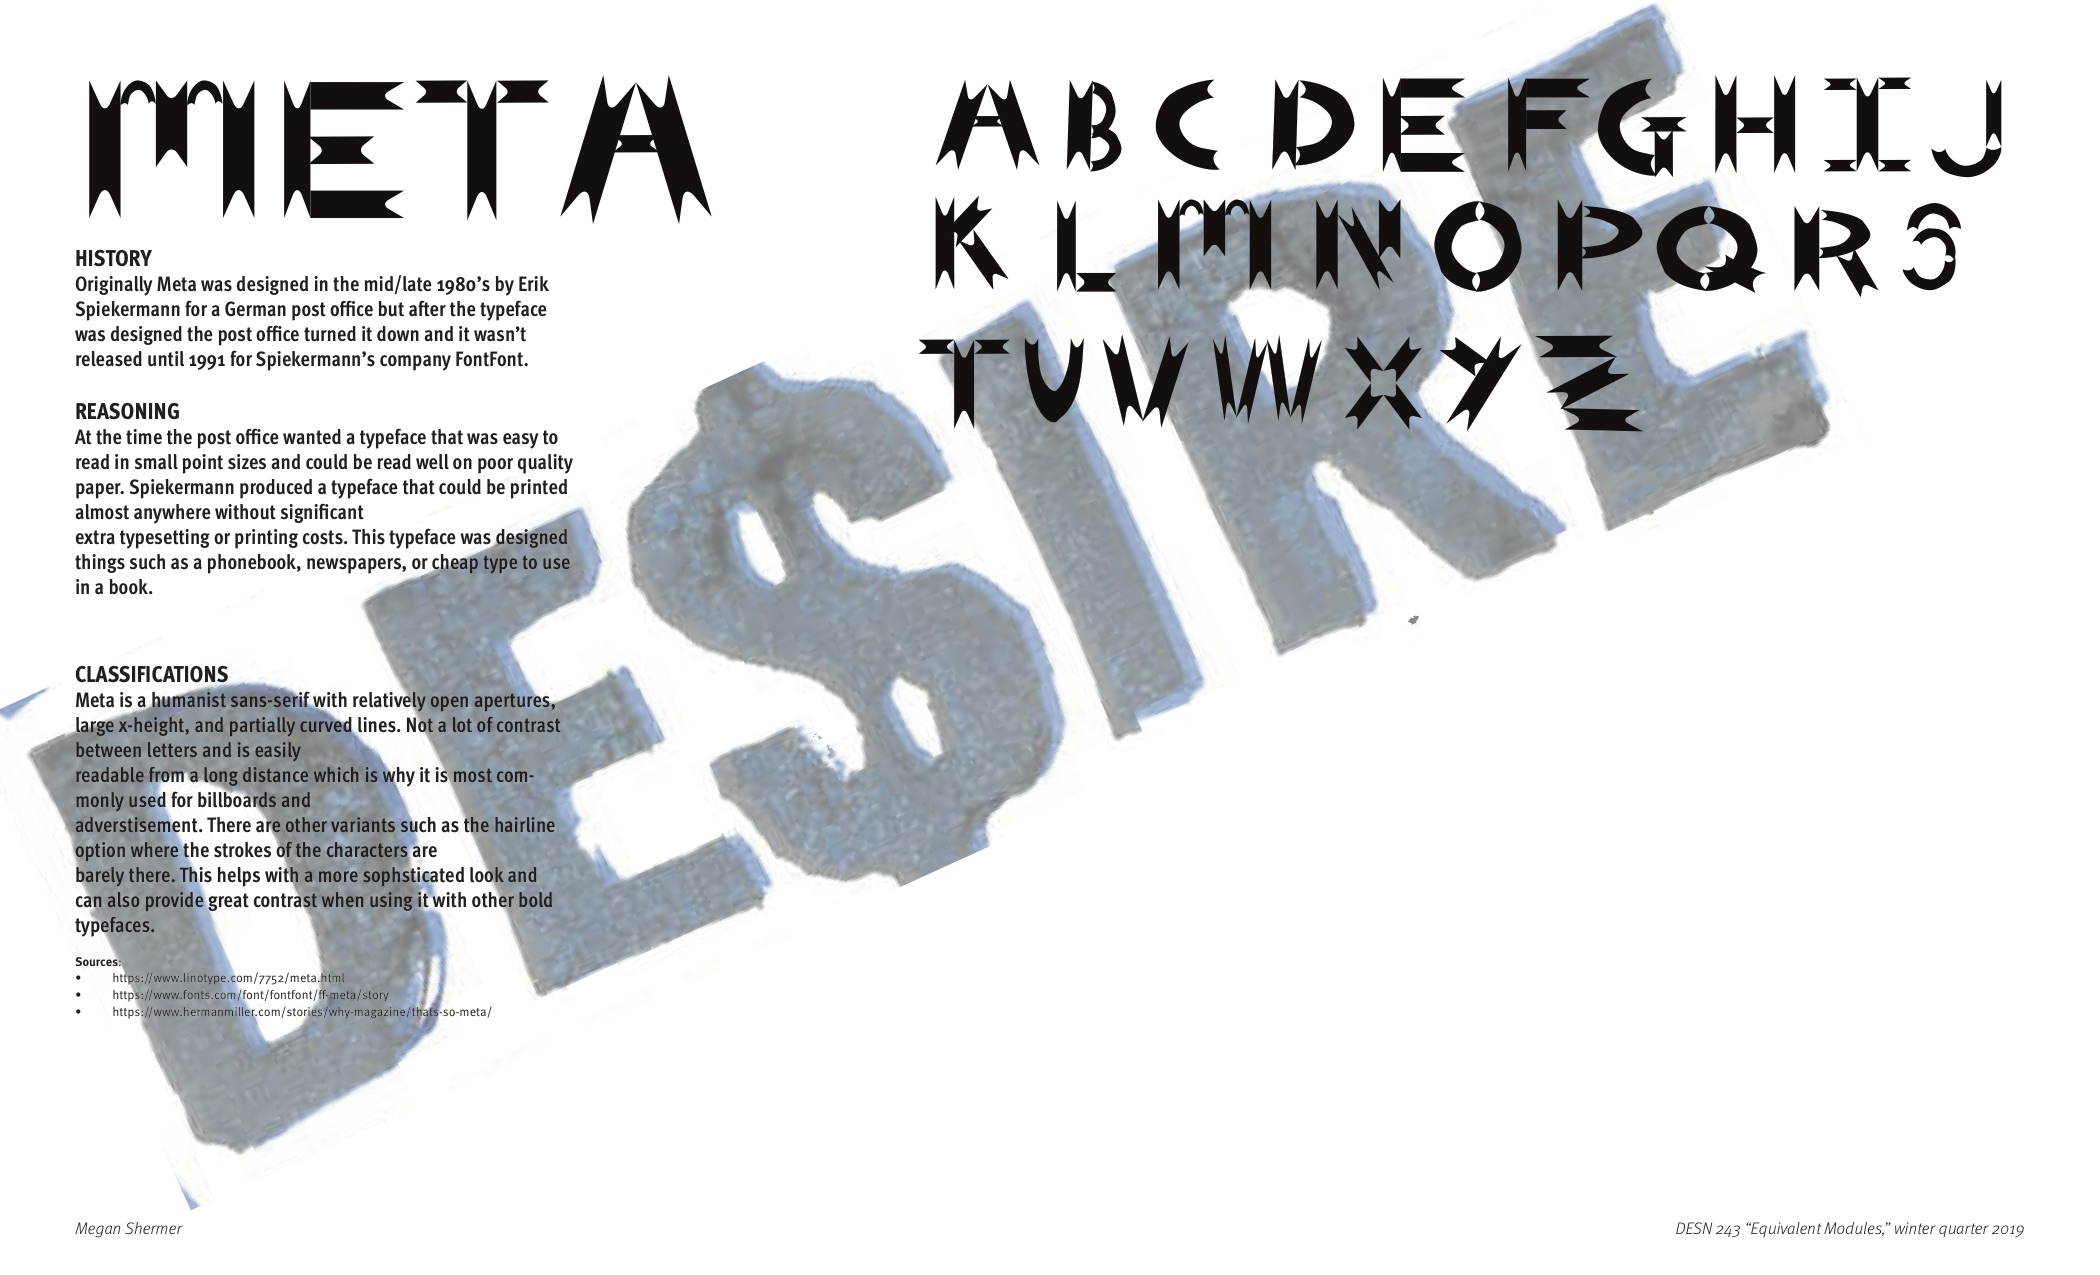 META
HISTORY
Originally Meta was designed in the mid/late 1980’s by Erik
Spiekermann for a German post office but after the typeface
was designed the post office turned it down and it wasn’t
released until 1991 for Spiekermann’s company FontFont.
REASONING
At the time the post office wanted a typeface that was easy to
read in small point sizes and could be read well on poor quality
paper. Spiekermann produced a typeface that could be printed
almost anywhere without significant
extra typesetting or printing costs. This typeface was designed
things such as a phonebook, newspapers, or cheap type to use
in a book.
CLASSIFICATIONS
Meta is a humanist sans-serif with relatively open apertures,
large x-height, and partially curved lines. Not a lot of contrast
between letters and is easily
readable from a long distance which is why it is most com-
monly used for billboards and
adverstisement. There are other variants such as the hairline
option where the strokes of the characters are
barely there. This helps with a more sophsticated look and
can also provide great contrast when using it with other bold
typefaces.
Sources:
• https://www.linotype.com/7752/meta.html
• https://www.fonts.com/font/fontfont/ff-meta/story
• https://www.hermanmiller.com/stories/why-magazine/thats-so-meta/
A B C D E F G H I J
K L M N O P Q R S
T U V W X Y Z
DE$IRE
Megan Shermer
DESN 243 “Equivalent Modules,” winter quarter 2019